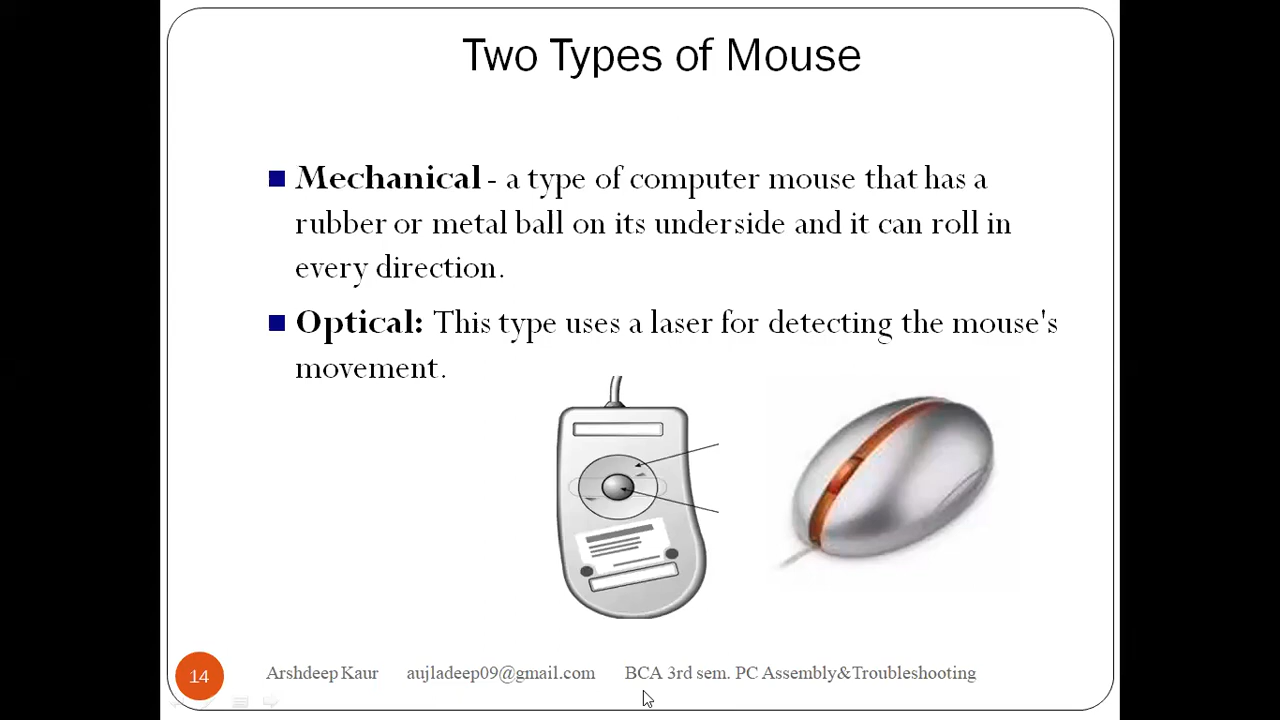 Two Types of Mouse
Mechanical - a type of computer mouse that has a
rubber or metal ball on its underside and it can roll in
every direction.
Optical: This type uses a laser for detecting the mouse's
movement.
14 Arshdeep Kaur aujladeep09@gmail.com BCA 3rd sem. PC Assembly&Troubleshooting